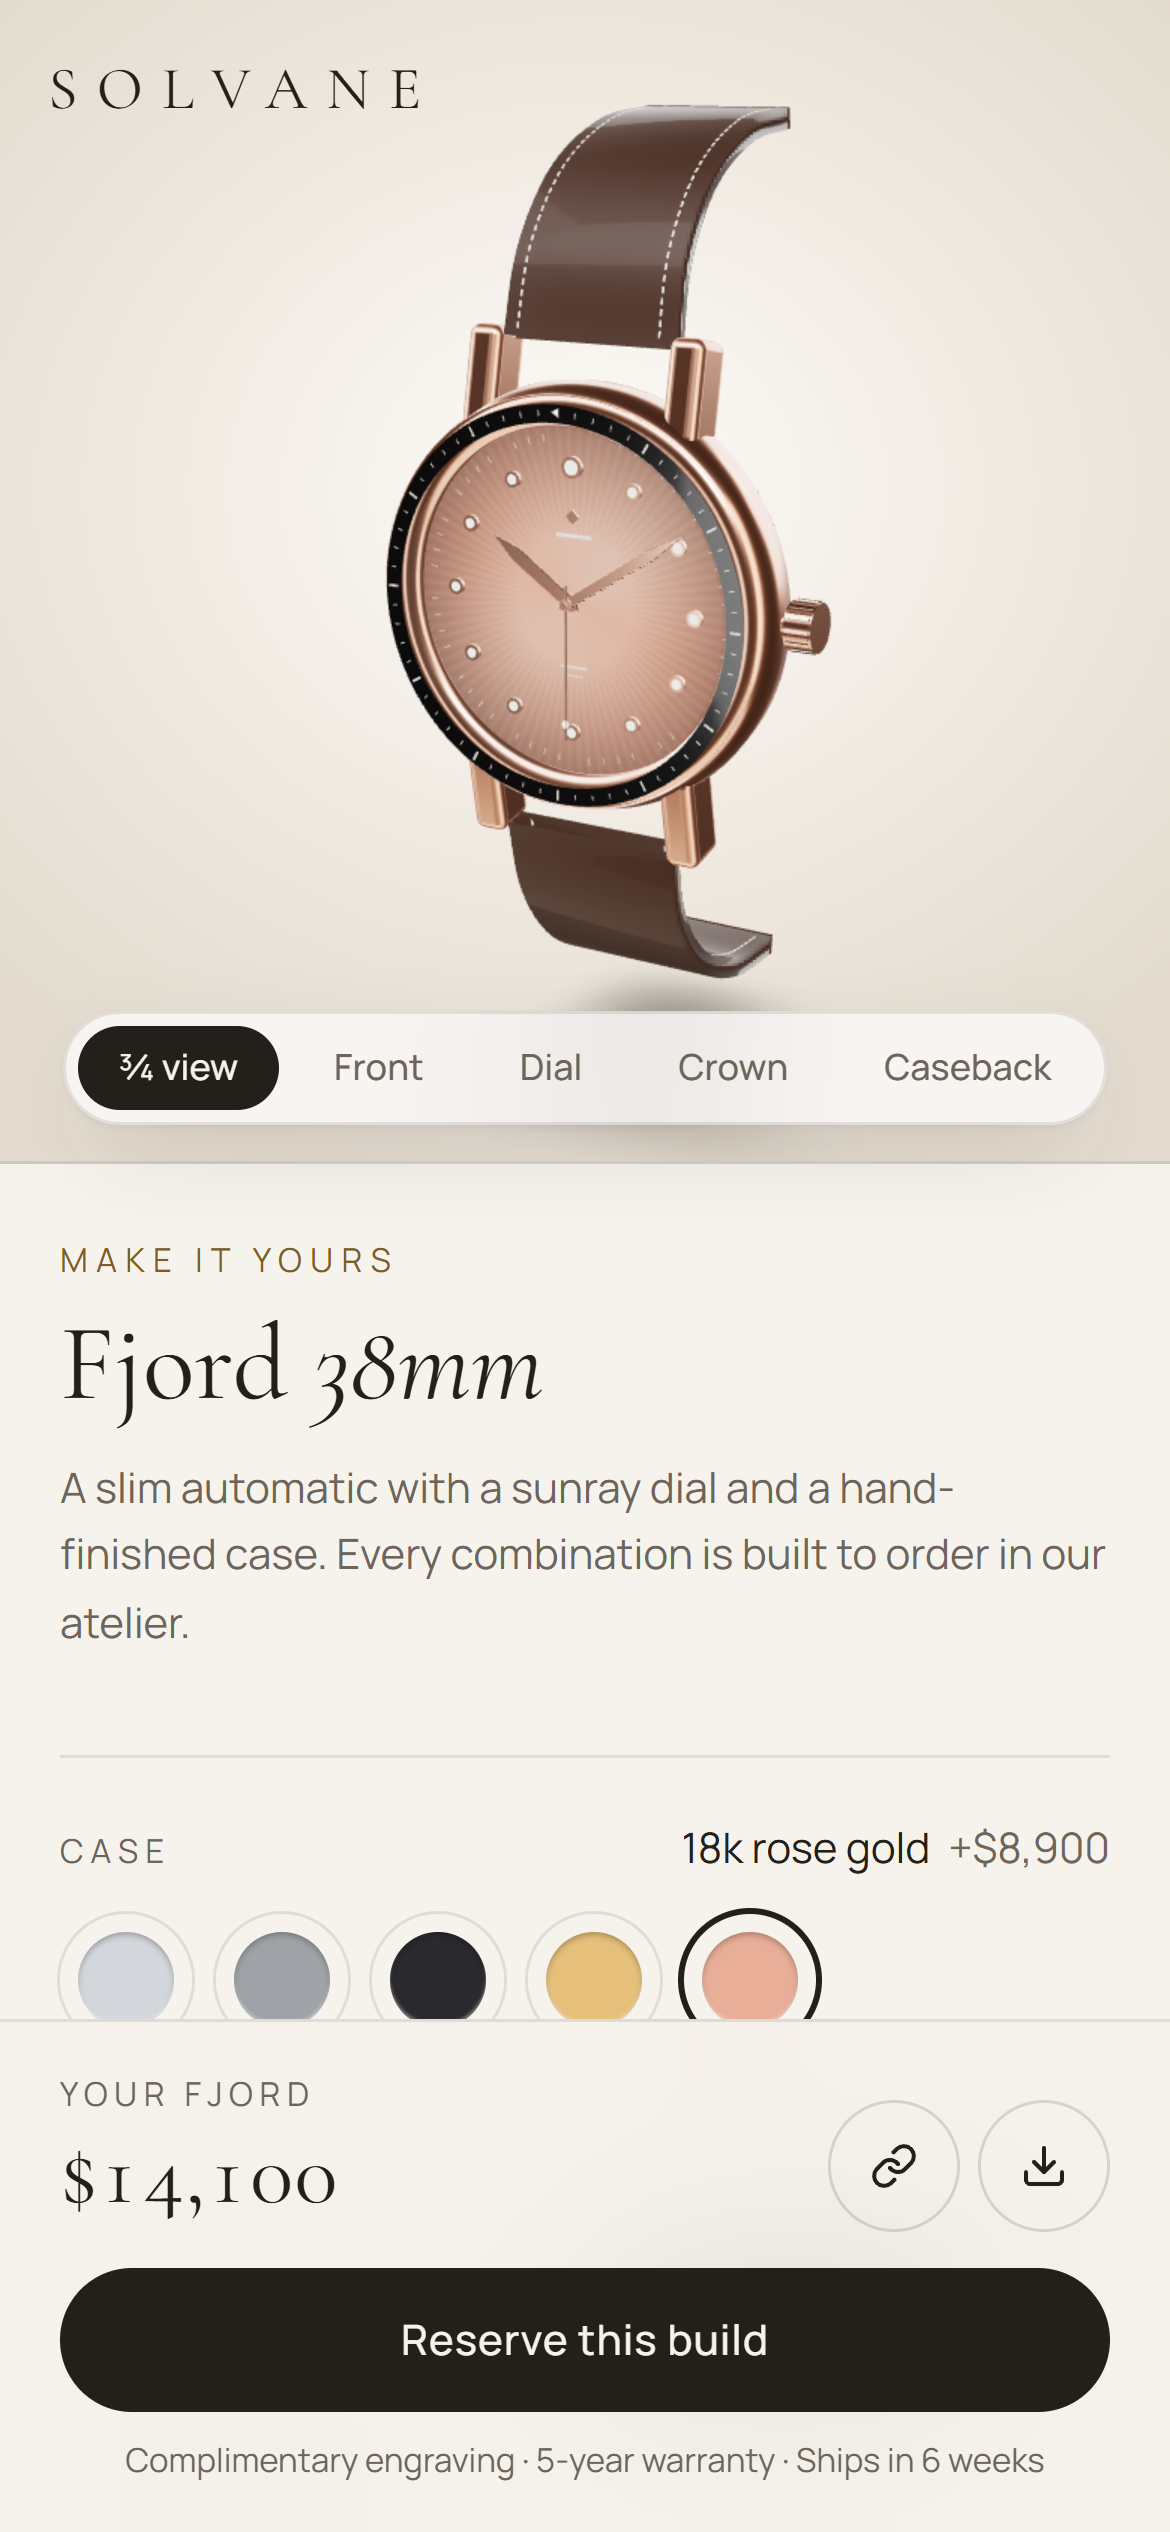 SOLVANE
¾ view
Front
Dial
Crown
Caseback
MAKE IT YOURS
Fjord 38mm
A slim automatic with a sunray dial and a hand-
finished case. Every combination is built to order in our
atelier.
CASE
18k rose gold +$8,900
YOUR FJORD
$14,100
Reserve this build
Complimentary engraving · 5-year warranty · Ships in 6 weeks